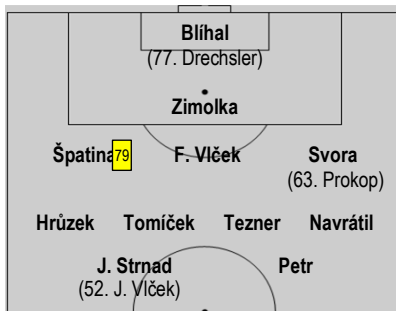 Blíhal
(77. Drechsler)
Zimolka
Špatina 79 F. Vlček Svora
(63. Prokop)
Hrůzek Tomíček Tezner Navrátil
J. Strnad Petr
(52. J. Vlček)